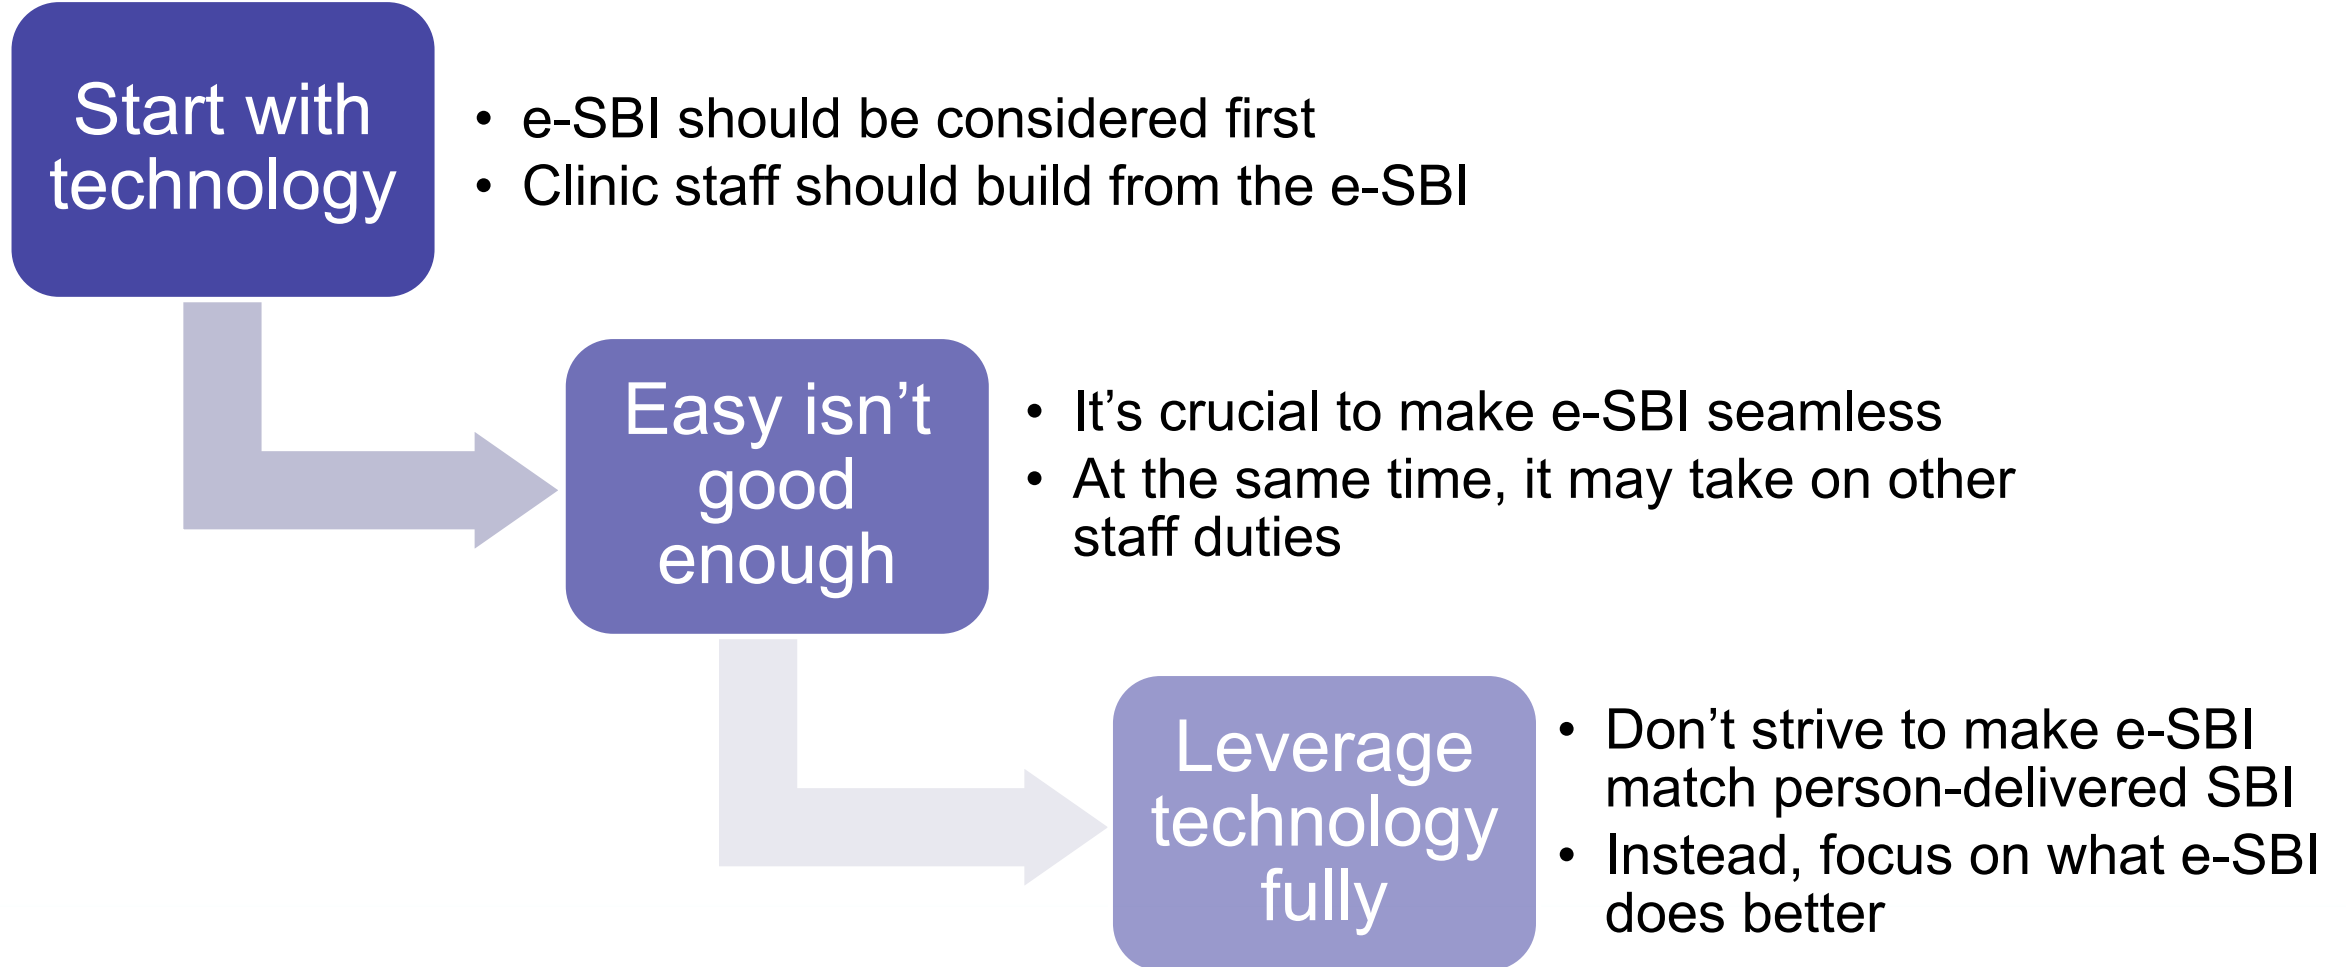 Start with
technology
• e-SBI should be considered first
• Clinic staff should build from the e-SBI
Easy isn’t
good
enough
• It’s crucial to make e-SBI seamless
• At the same time, it may take on other
staff duties
Leverage
technology
fully
• Don’t strive to make e-SBI
match person-delivered SBI
• Instead, focus on what e-SBI
does better